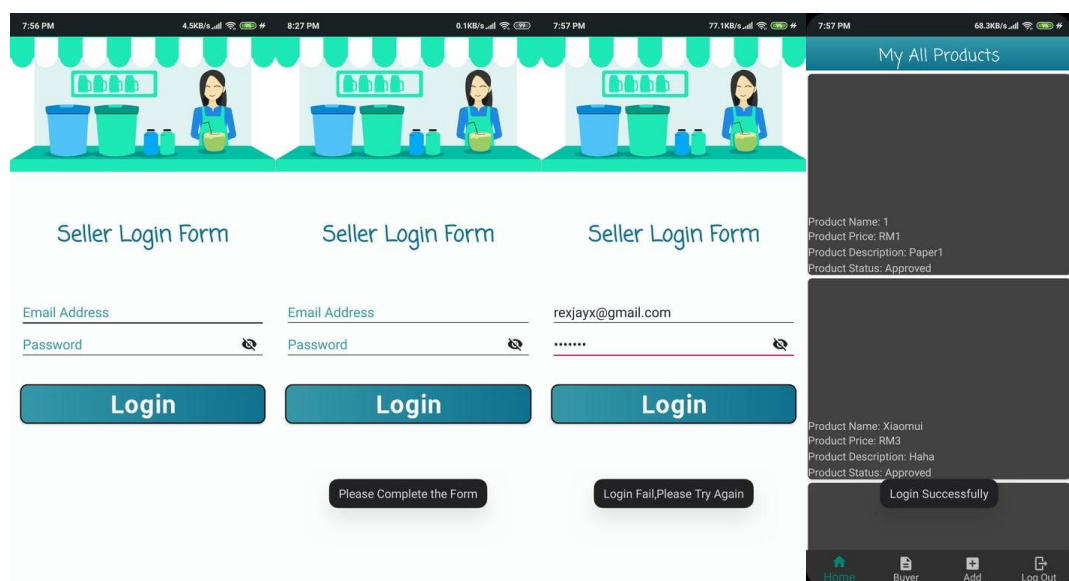 7:56 PM 4.5KB/s 99
Seller Login Form
Email Address
Password
Login
8:27 PM 0.1KB/s 99
Seller Login Form
Email Address
Password
Login
Please Complete the Form
7:57 PM 77.1KB/s
Seller Login Form
rexjayx@gmail.com
•••••••
Login
Login Fail,Please Try Again
7:57 PM 68.3KB/s
My All Products
Product Name: 1
Product Price: RM1
Product Description: Paper1
Product Status: Approved
Product Name: Xiaomui
Product Price: RM3
Product Description: Haha
Product Status: Approved
Login Successfully
Home Buyer Add Log Out